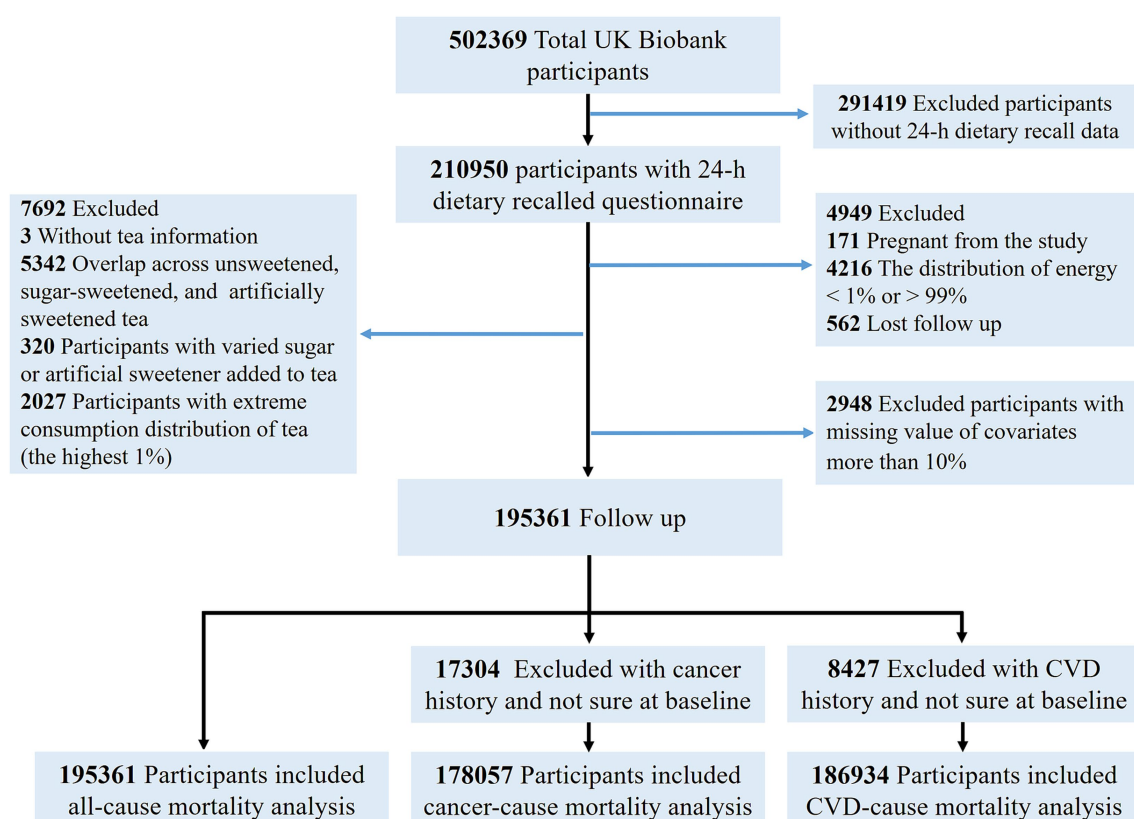 502369 Total UK Biobank
participants
291419 Excluded participants
without 24-h dietary recall data
210950 participants with 24-h
dietary recalled questionnaire
7692 Excluded
3 Without tea information
5342 Overlap across unsweetened,
sugar-sweetened, and artificially
sweetened tea
320 Participants with varied sugar
or artificial sweetener added to tea
2027 Participants with extreme
consumption distribution of tea
(the highest 1%)
4949 Excluded
171 Pregnant from the study
4216 The distribution of energy
< 1% or > 99%
562 Lost follow up
2948 Excluded participants with
missing value of covariates
more than 10%
195361 Follow up
17304 Excluded with cancer
history and not sure at baseline
8427 Excluded with CVD
history and not sure at baseline
195361 Participants included
all-cause mortality analysis
178057 Participants included
cancer-cause mortality analysis
186934 Participants included
CVD-cause mortality analysis